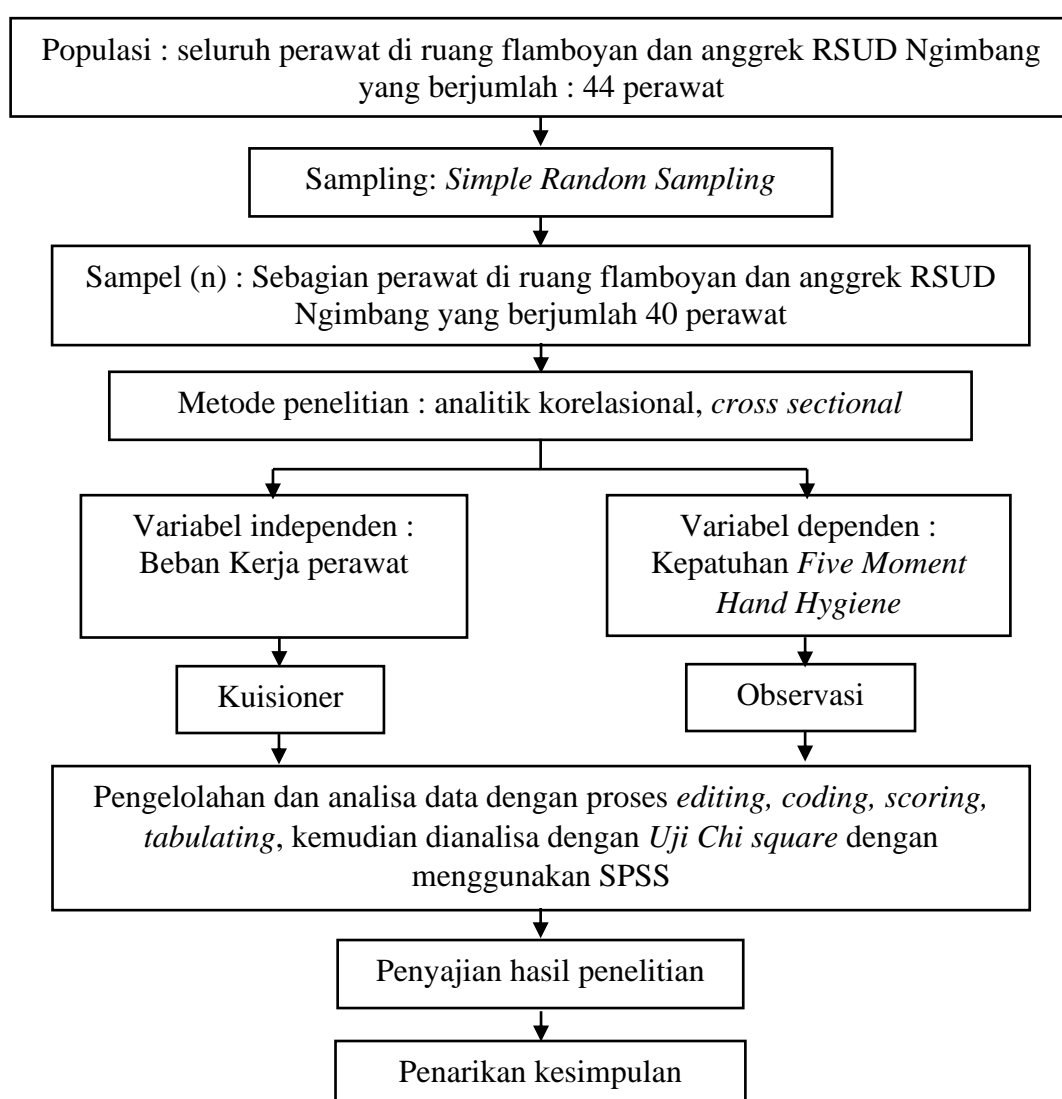 Populasi : seluruh perawat di ruang flamboyan dan anggrek RSUD Ngimbang
yang berjumlah : 44 perawat
Sampling: Simple Random Sampling
Sampel (n) : Sebagian perawat di ruang flamboyan dan anggrek RSUD
Ngimbang yang berjumlah 40 perawat
Metode penelitian : analitik korelasional, cross sectional
Variabel independen :
Beban Kerja perawat
Variabel dependen :
Kepatuhan Five Moment
Hand Hygiene
Kuisioner
Observasi
Pengelolahan dan analisa data dengan proses editing, coding, scoring,
tabulating, kemudian dianalisa dengan Uji Chi square dengan
menggunakan SPSS
Penyajian hasil penelitian
Penarikan kesimpulan